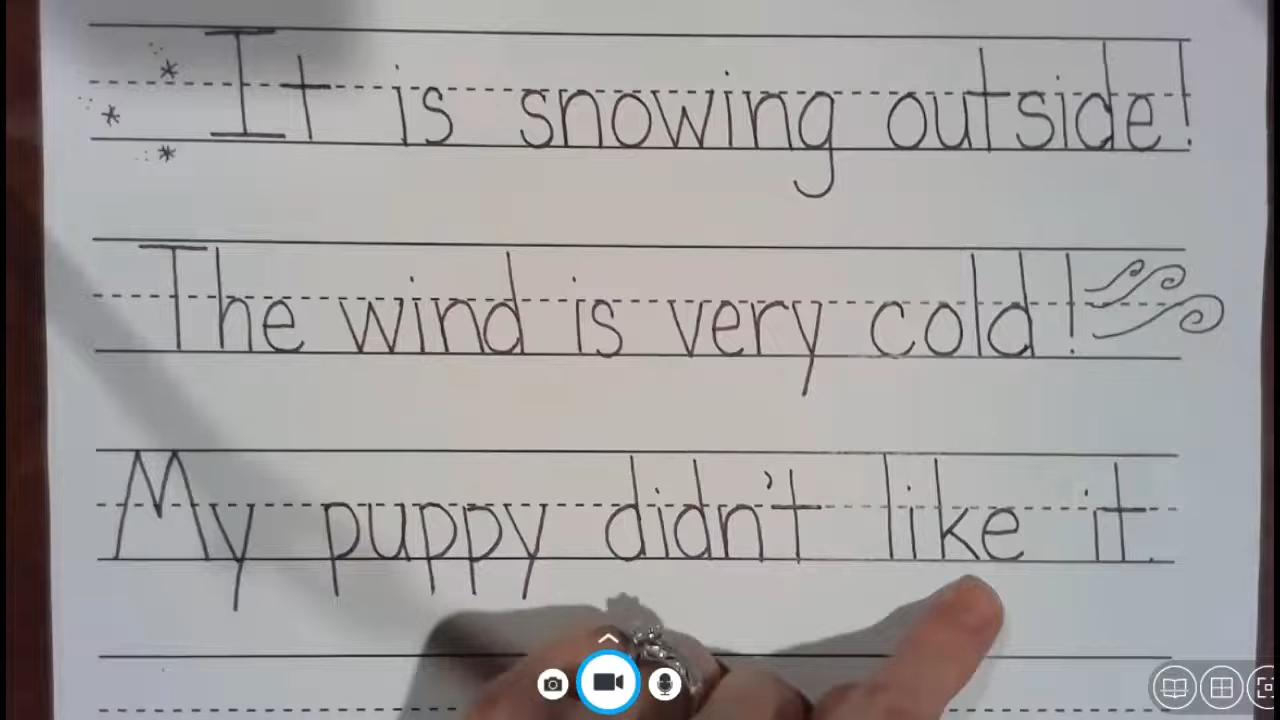 It is snowing outside!
The wind is very cold!
My puppy didn't like it.